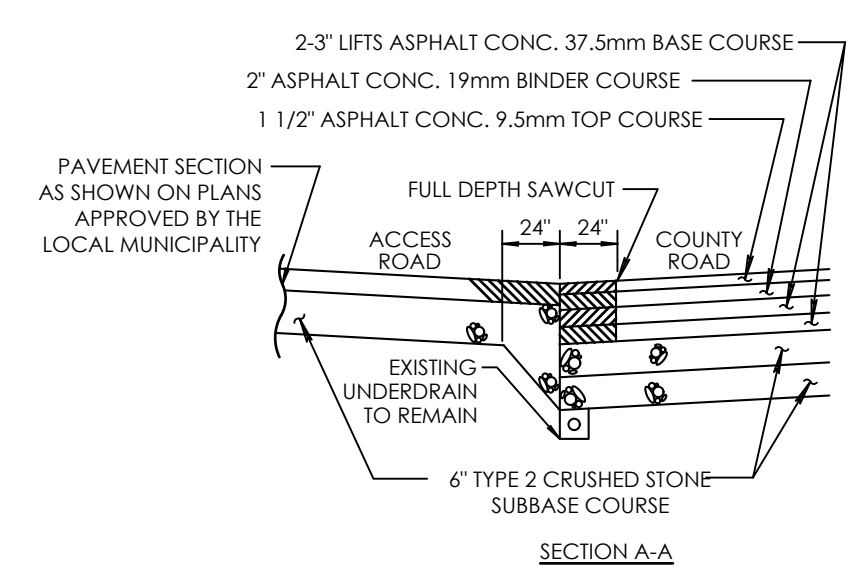 2-3" LIFTS ASPHALT CONC. 37.5mm BASE COURSE
2" ASPHALT CONC. 19mm BINDER COURSE
1 1/2" ASPHALT CONC. 9.5mm TOP COURSE
PAVEMENT SECTION
AS SHOWN ON PLANS
APPROVED BY THE
LOCAL MUNICIPALITY
FULL DEPTH SAWCUT
24" 24"
ACCESS
ROAD
COUNTY
ROAD
EXISTING
UNDERDRAIN
TO REMAIN
6" TYPE 2 CRUSHED STONE
SUBBASE COURSE
SECTION A-A